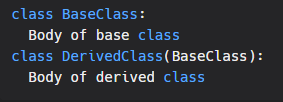 class BaseClass:
  Body of base class
class DerivedClass(BaseClass):
  Body of derived class